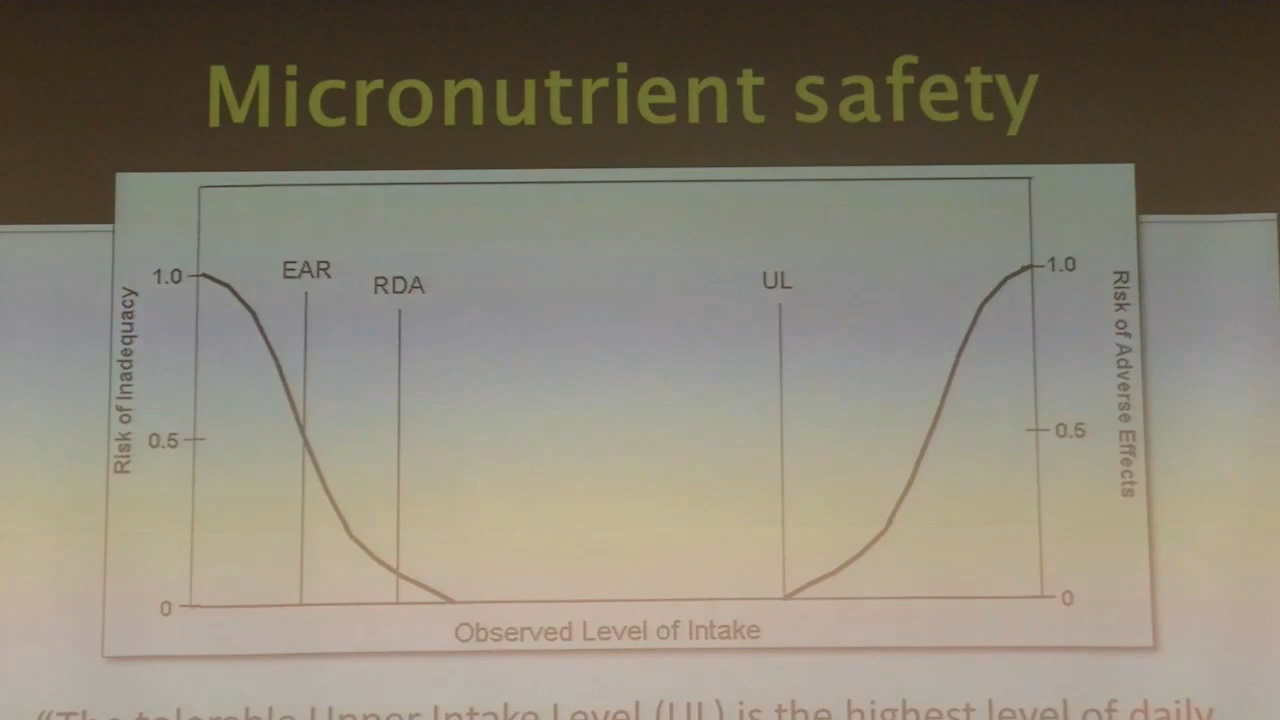 Micronutrient safety
EAR
RDA
UL
1.0
1.0
Risk of Inadequacy
Risk of Adverse Effects
0.5
0.5
0
0
Observed Level of Intake
“The tolerable Upper Intake Level (UL) is the highest level of daily